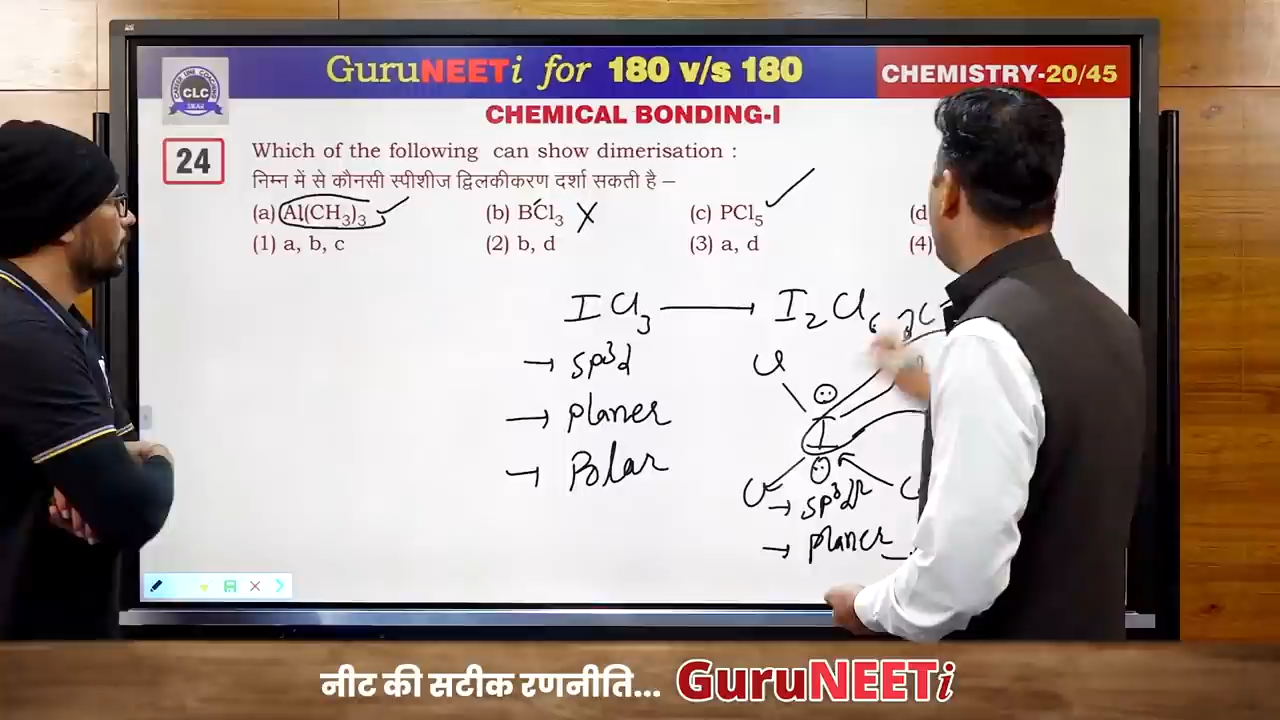 GuruNEETi for 180 v/s 180
CHEMISTRY-20/45
CLC
CHEMICAL BONDING-I
24
Which of the following can show dimerisation :
निम्न में से कौनसी स्पीशीज द्विलकीकरण दर्शा सकती है –
(a) Al(CH₃)₃ ✓ (b) BCl₃ X (c) PCl₅ ✓ (d
(1) a, b, c (2) b, d (3) a, d (4)
ICl₃ → I₂Cl₆
→ sp³d
→ planer
→ Polar
Cl
I
→ sp³d²
→ planer
नीट की सटीक रणनीति... GuruNEETi